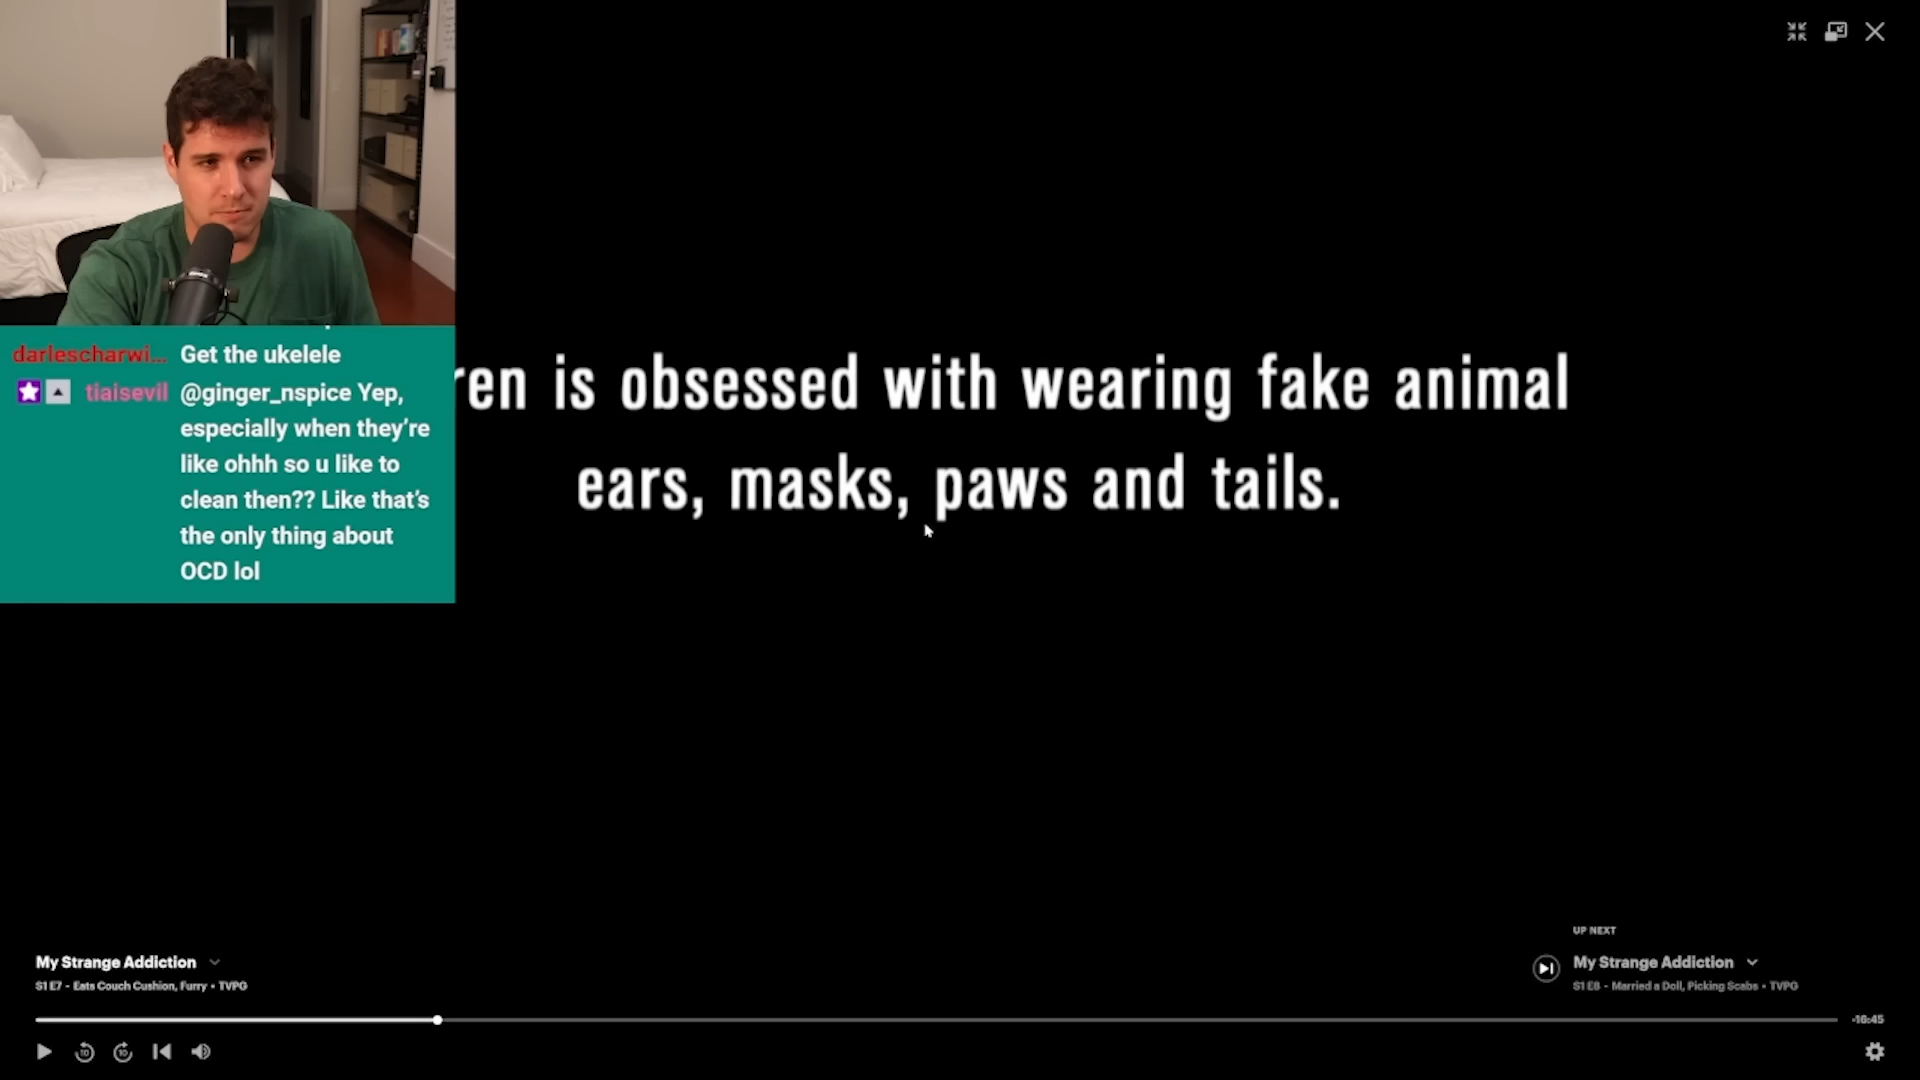 darlescharwi... Get the ukelele
tiaisevil @ginger_nspice Yep,
especially when they're
like ohhh so u like to
clean then?? Like that's
the only thing about
OCD lol
ren is obsessed with wearing fake animal
ears, masks, paws and tails.
UP NEXT
My Strange Addiction
S1 E7 - Eats Couch Cushion, Furry • TVPG
My Strange Addiction
S1 E8 - Married a Doll, Picking Scabs • TVPG
-16:45
10
10